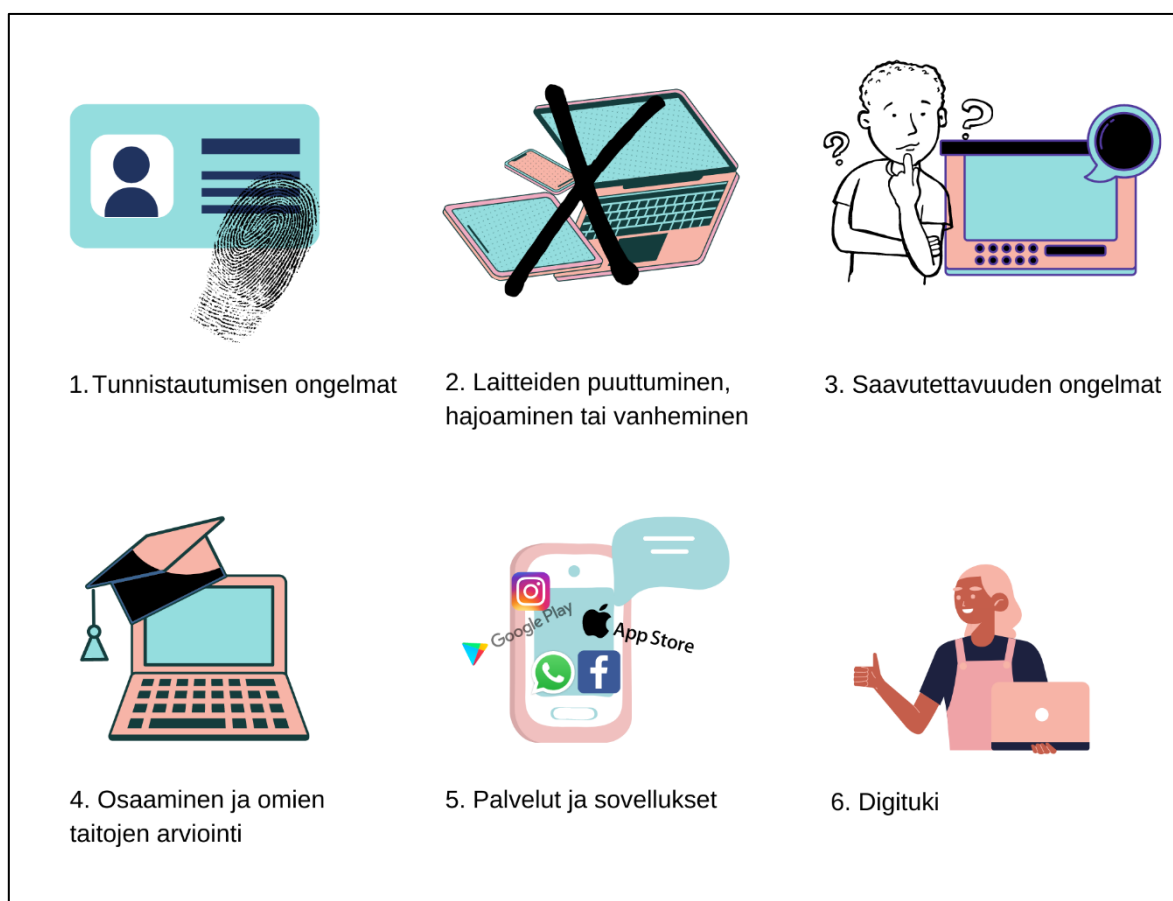 1. Tunnistautumisen ongelmat
2. Laitteiden puuttuminen,
hajoaminen tai vanheminen
3. Saavutettavuuden ongelmat
Google Play
App Store
4. Osaaminen ja omien
taitojen arviointi
5. Palvelut ja sovellukset
6. Digituki